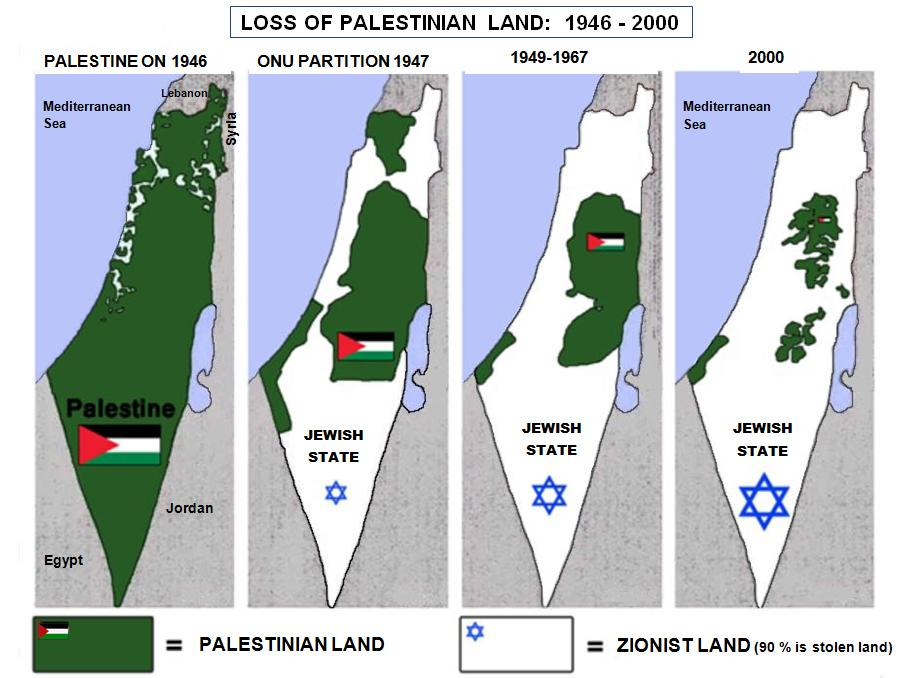 LOSS OF PALESTINIAN LAND: 1946 - 2000
PALESTINE ON 1946
ONU PARTITION 1947
1949-1967
2000
Mediterranean
Sea
Lebanon
Syria
Palestine
Jordan
Egypt
JEWISH
STATE
JEWISH
STATE
Mediterranean
Sea
JEWISH
STATE
= PALESTINIAN LAND
= ZIONIST LAND (90 % is stolen land)